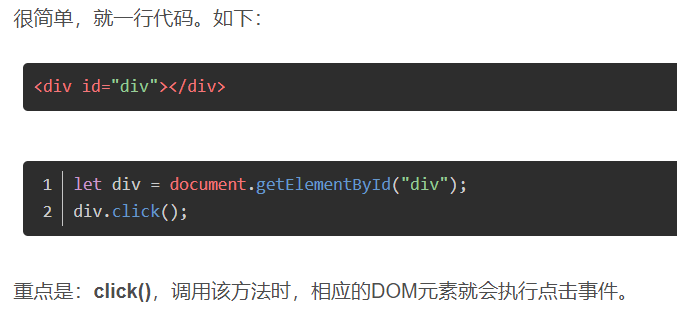 很简单，就一行代码。如下：
<div id="div"></div>
1 let div = document.getElementById("div");
2 div.click();
重点是：click()，调用该方法时，相应的DOM元素就会执行点击事件。